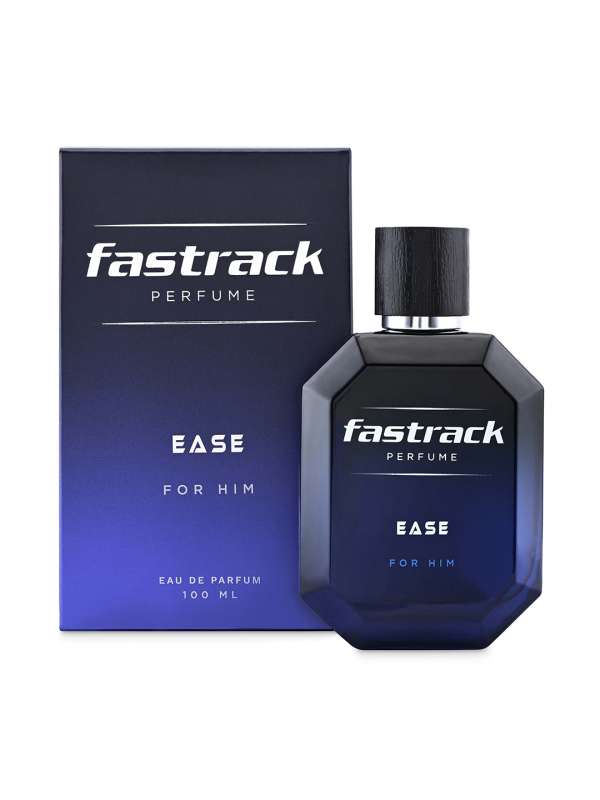 fastrack
PERFUME
EASE
FOR HIM
EAU DE PARFUM
100 ML
fastrack
PERFUME
EASE
FOR HIM